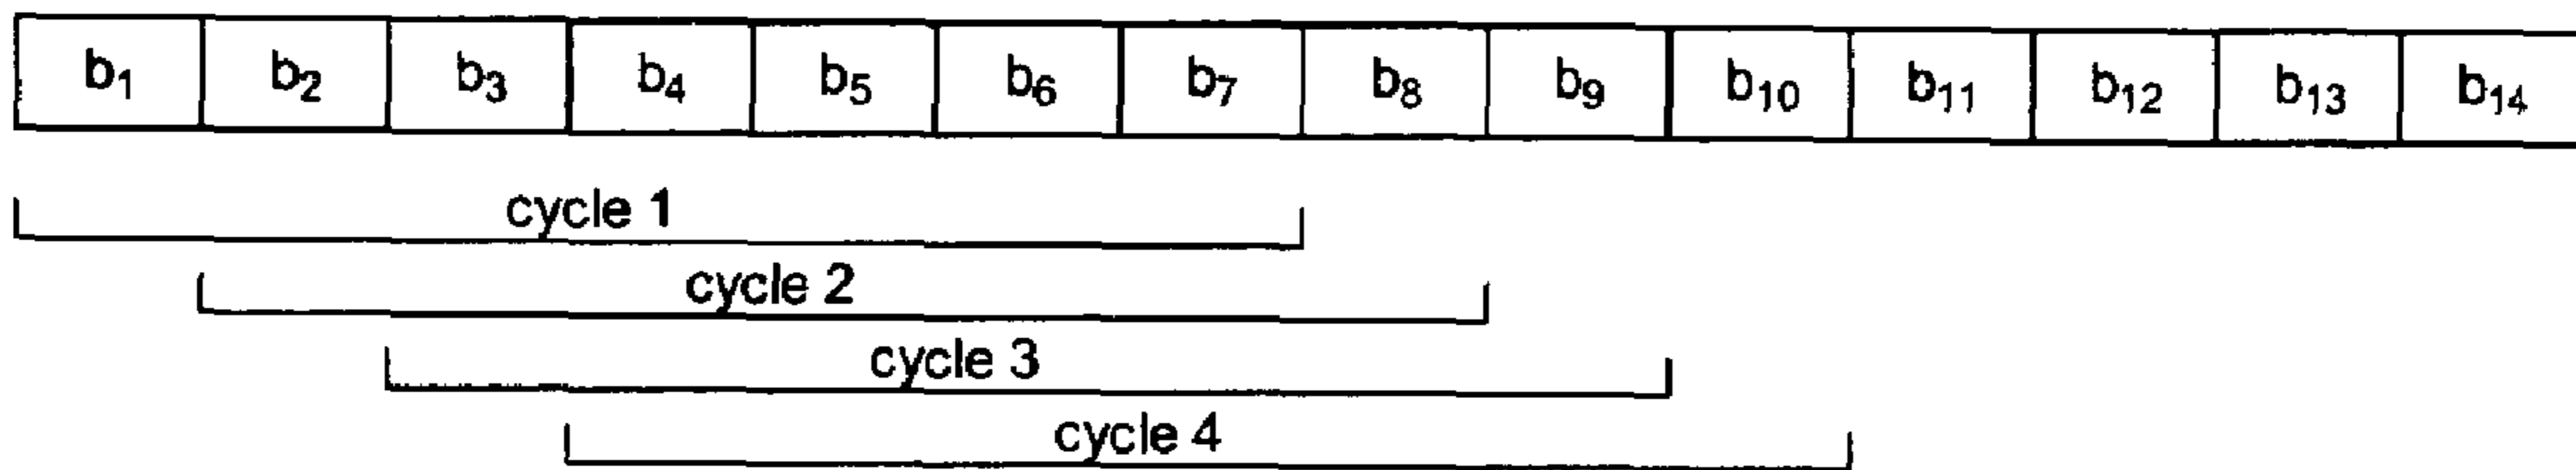 b₁ b₂ b₃ b₄ b₅ b₆ b₇ b₈ b₉ b₁₀ b₁₁ b₁₂ b₁₃ b₁₄
cycle 1
cycle 2
cycle 3
cycle 4